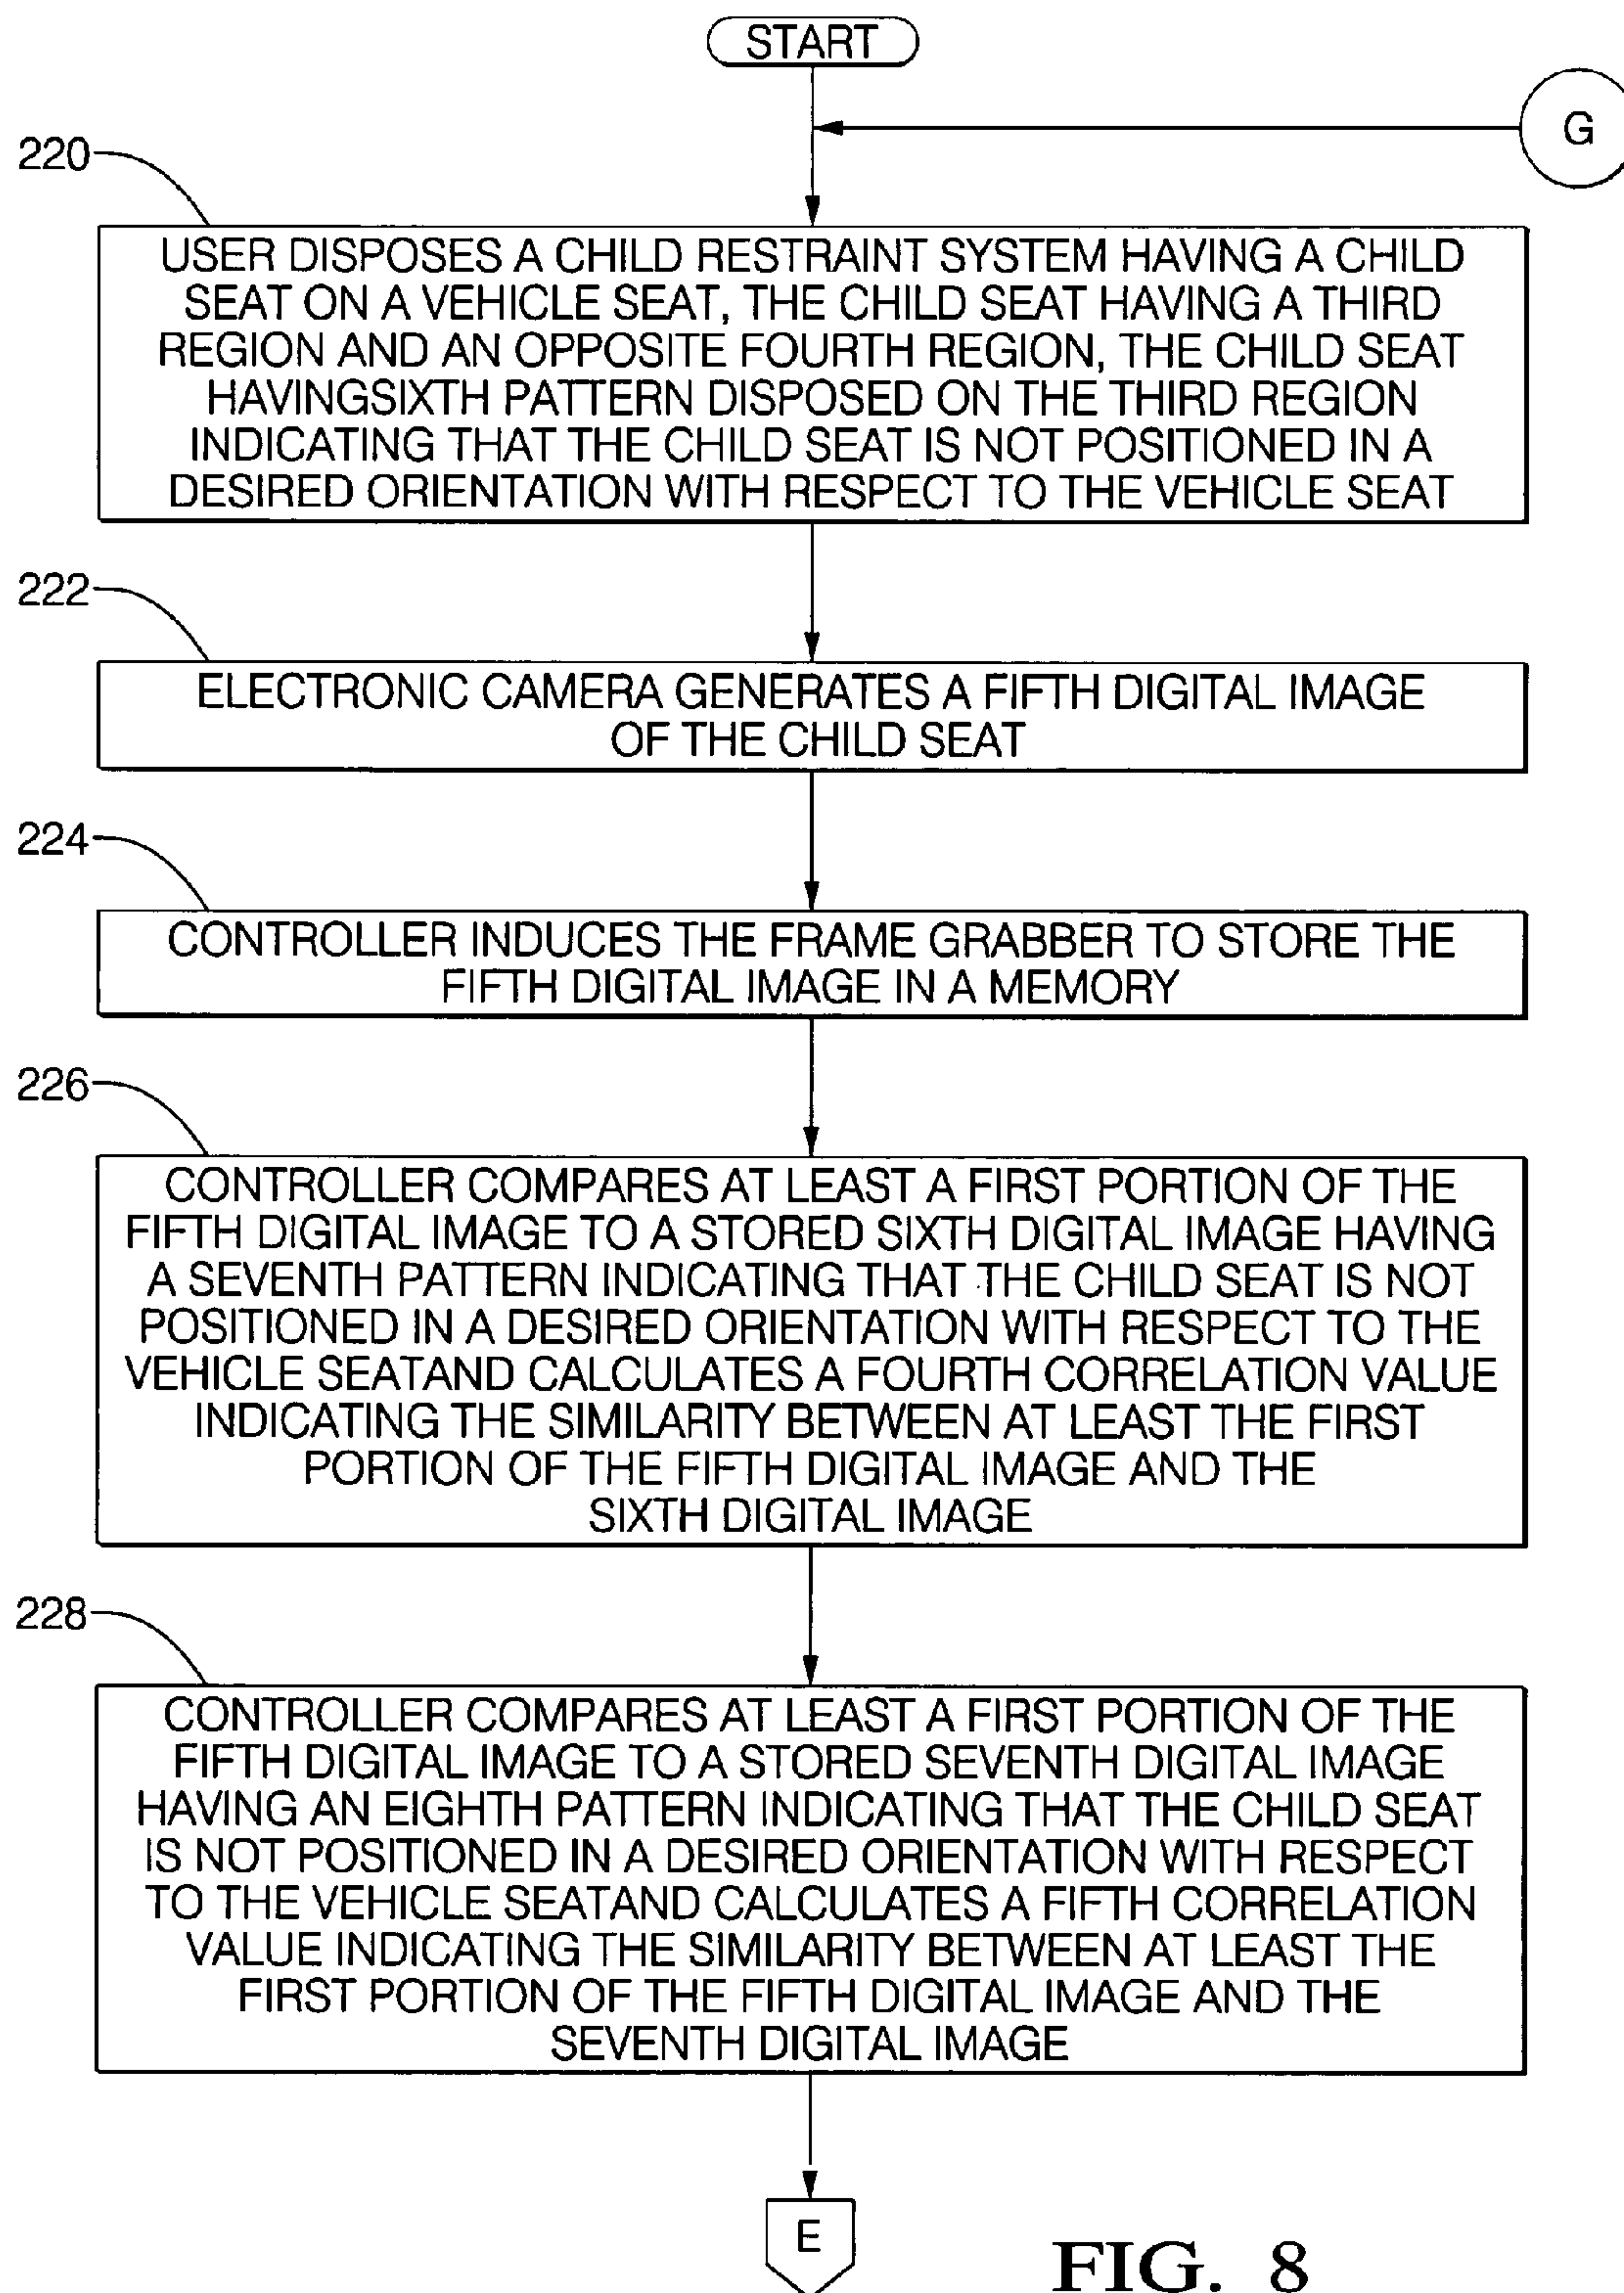 START
G
220
USER DISPOSES A CHILD RESTRAINT SYSTEM HAVING A CHILD
SEAT ON A VEHICLE SEAT, THE CHILD SEAT HAVING A THIRD
REGION AND AN OPPOSITE FOURTH REGION, THE CHILD SEAT
HAVINGSIXTH PATTERN DISPOSED ON THE THIRD REGION
INDICATING THAT THE CHILD SEAT IS NOT POSITIONED IN A
DESIRED ORIENTATION WITH RESPECT TO THE VEHICLE SEAT
222
ELECTRONIC CAMERA GENERATES A FIFTH DIGITAL IMAGE
OF THE CHILD SEAT
224
CONTROLLER INDUCES THE FRAME GRABBER TO STORE THE
FIFTH DIGITAL IMAGE IN A MEMORY
226
CONTROLLER COMPARES AT LEAST A FIRST PORTION OF THE
FIFTH DIGITAL IMAGE TO A STORED SIXTH DIGITAL IMAGE HAVING
A SEVENTH PATTERN INDICATING THAT THE CHILD SEAT IS NOT
POSITIONED IN A DESIRED ORIENTATION WITH RESPECT TO THE
VEHICLE SEATAND CALCULATES A FOURTH CORRELATION VALUE
INDICATING THE SIMILARITY BETWEEN AT LEAST THE FIRST
PORTION OF THE FIFTH DIGITAL IMAGE AND THE
SIXTH DIGITAL IMAGE
228
CONTROLLER COMPARES AT LEAST A FIRST PORTION OF THE
FIFTH DIGITAL IMAGE TO A STORED SEVENTH DIGITAL IMAGE
HAVING AN EIGHTH PATTERN INDICATING THAT THE CHILD SEAT
IS NOT POSITIONED IN A DESIRED ORIENTATION WITH RESPECT
TO THE VEHICLE SEATAND CALCULATES A FIFTH CORRELATION
VALUE INDICATING THE SIMILARITY BETWEEN AT LEAST THE
FIRST PORTION OF THE FIFTH DIGITAL IMAGE AND THE
SEVENTH DIGITAL IMAGE
E
FIG. 8